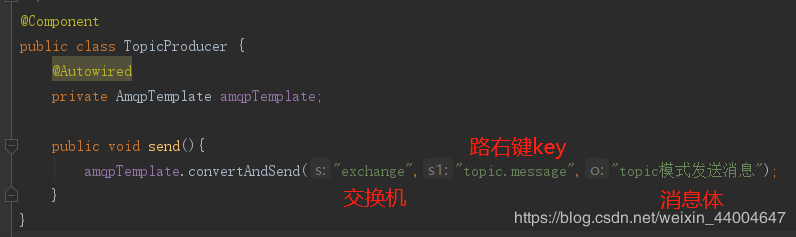 @Component
public class TopicProducer {
@Autowired
private AmqpTemplate amqpTemplate;
路右键key
public void send(){
amqpTemplate.convertAndSend( s: "exchange", s1: "topic.message", o: "topic模式发送消息");
交换机 消息体
}
}
https://blog.csdn.net/weixin_44004647